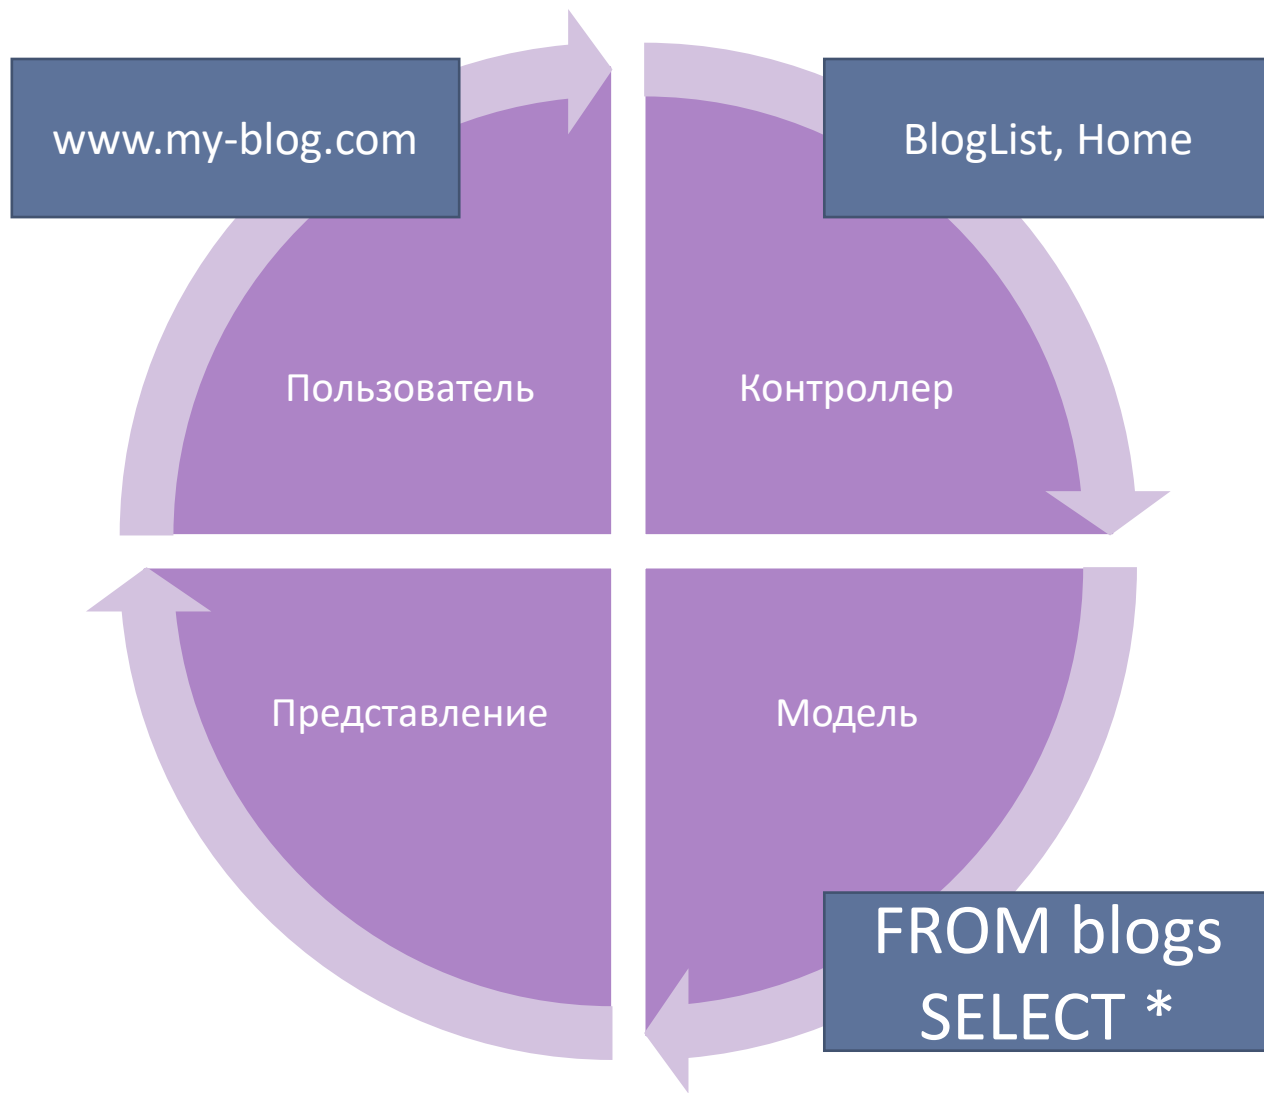 www.my-blog.com
BlogList, Home
Пользователь
Контроллер
Представление
Модель
FROM blogs
SELECT *